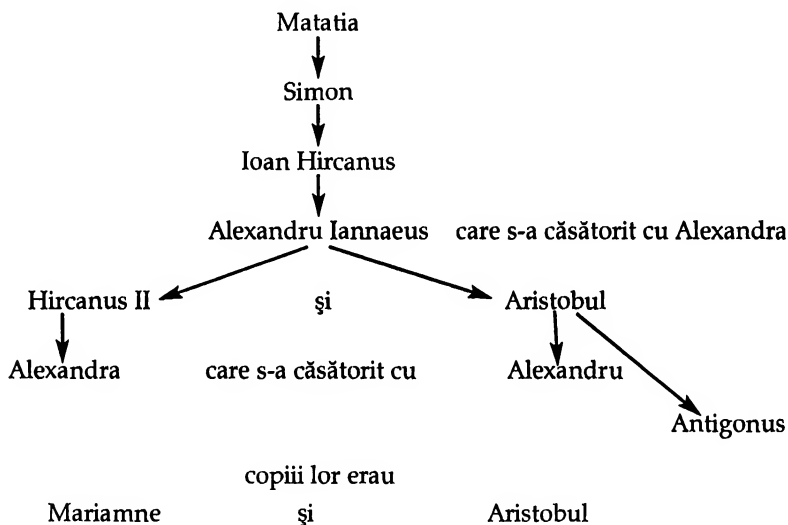 Matatia
Simon
Ioan Hircanus
Alexandru Iannaeus care s-a căsătorit cu Alexandra
Hircanus II şi Aristobul
Alexandra care s-a căsătorit cu Alexandru
Antigonus
copiii lor erau
Mariamne şi Aristobul